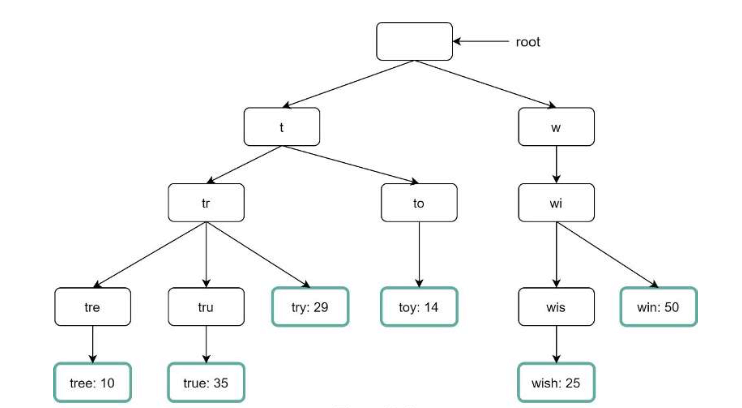 root
t
w
tr
to
wi
tre
tru
try: 29
toy: 14
wis
win: 50
tree: 10
true: 35
wish: 25